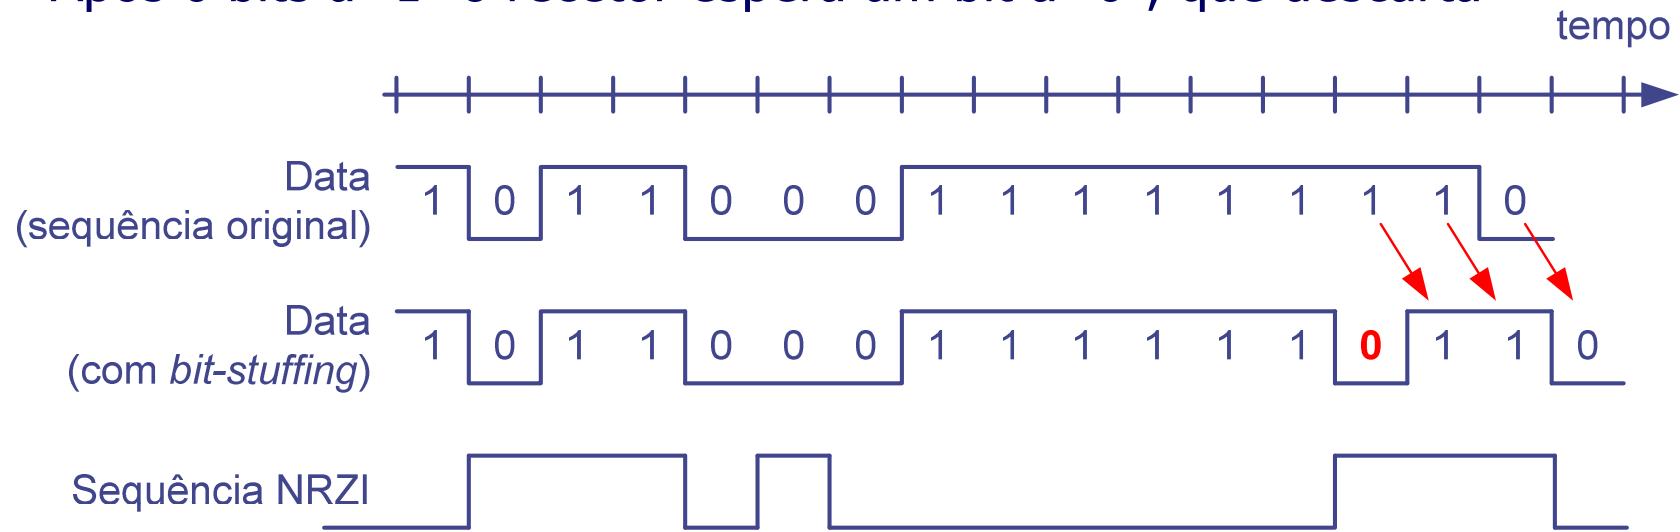 tempo
Data
(sequência original)
1 0 1 1 0 0 0 1 1 1 1 1 1 1 1 0
Data
(com bit-stuffing)
1 0 1 1 0 0 0 1 1 1 1 1 1 0 1 1 0
Sequência NRZI